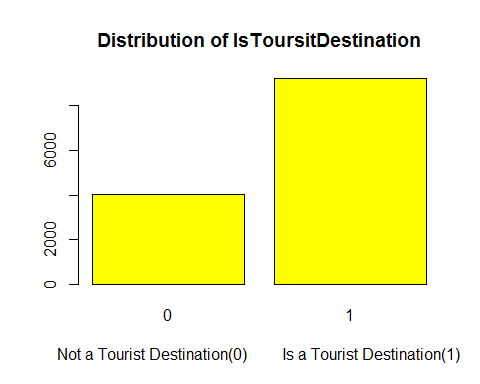 Distribution of IsToursitDestination
6000
2000
0
0 1
Not a Tourist Destination(0) Is a Tourist Destination(1)